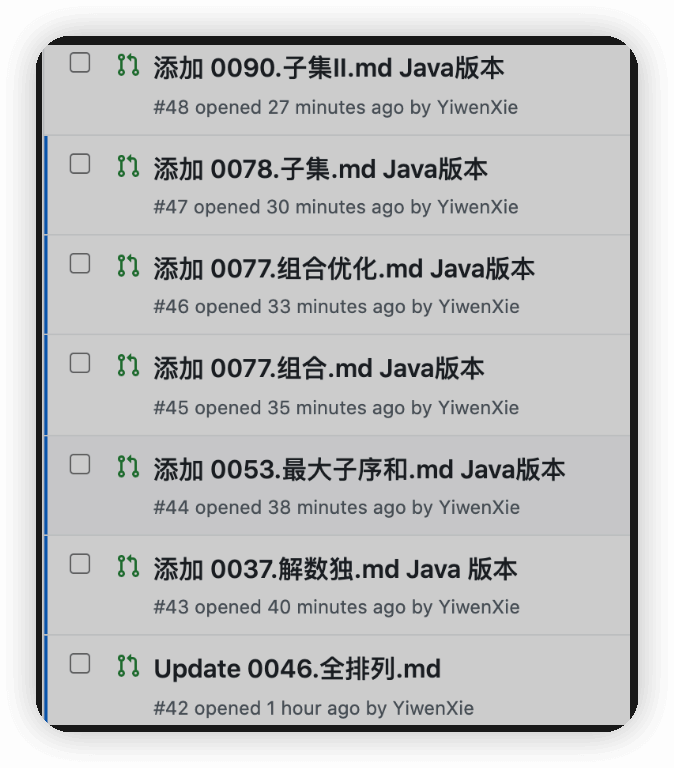 添加 0090.子集II.md Java版本
#48 opened 27 minutes ago by YiwenXie
添加 0078.子集.md Java版本
#47 opened 30 minutes ago by YiwenXie
添加 0077.组合优化.md Java版本
#46 opened 33 minutes ago by YiwenXie
添加 0077.组合.md Java版本
#45 opened 35 minutes ago by YiwenXie
添加 0053.最大子序和.md Java版本
#44 opened 38 minutes ago by YiwenXie
添加 0037.解数独.md Java 版本
#43 opened 40 minutes ago by YiwenXie
Update 0046.全排列.md
#42 opened 1 hour ago by YiwenXie